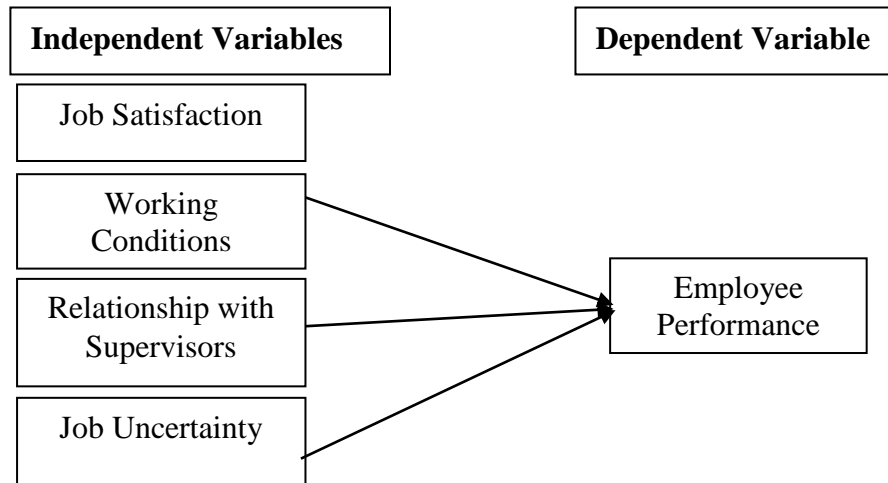 Independent Variables
Dependent Variable
Job Satisfaction
Working
Conditions
Relationship with
Supervisors
Job Uncertainty
Employee
Performance